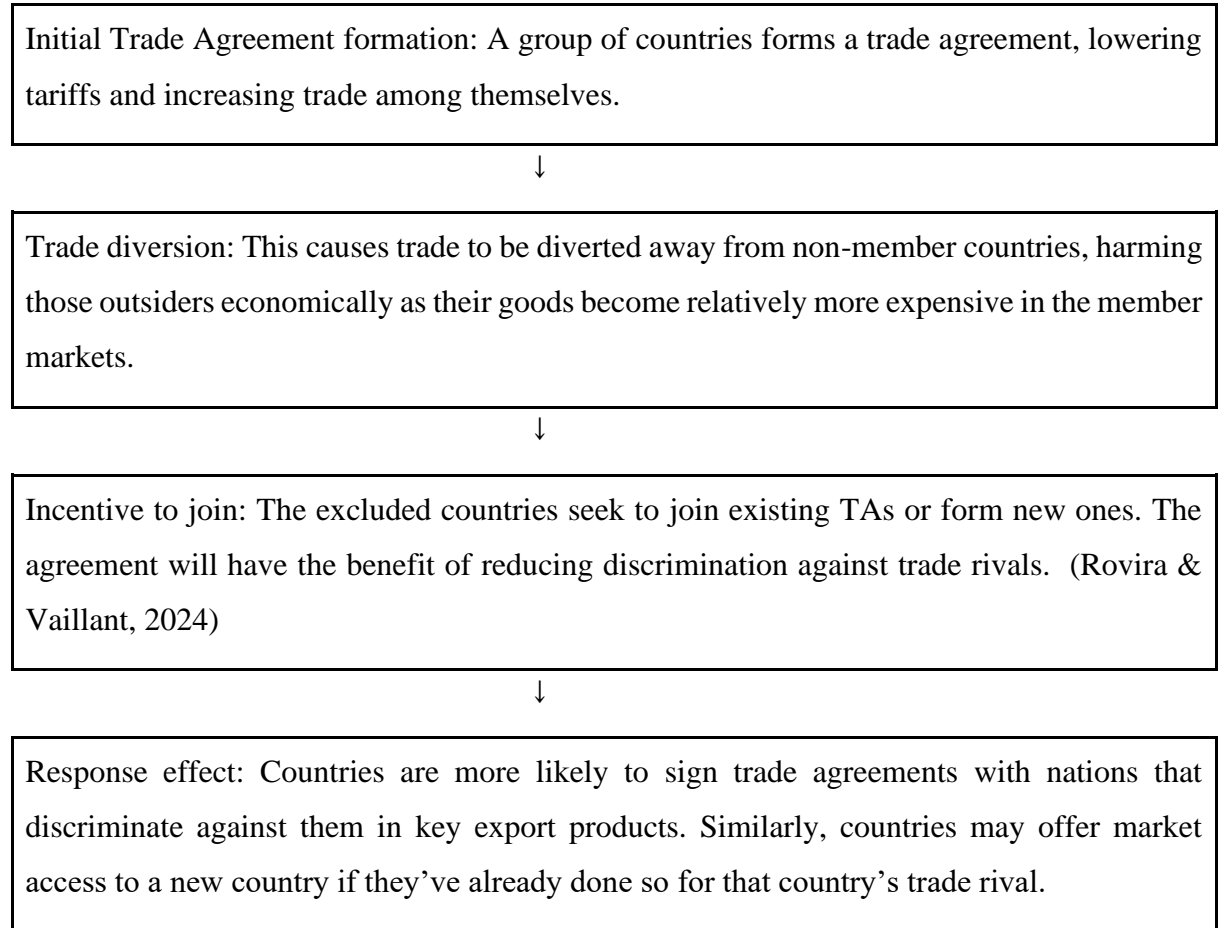 Initial Trade Agreement formation: A group of countries forms a trade agreement, lowering
tariffs and increasing trade among themselves.
↓
Trade diversion: This causes trade to be diverted away from non-member countries, harming
those outsiders economically as their goods become relatively more expensive in the member
markets.
↓
Incentive to join: The excluded countries seek to join existing TAs or form new ones. The
agreement will have the benefit of reducing discrimination against trade rivals. (Rovira &
Vaillant, 2024)
↓
Response effect: Countries are more likely to sign trade agreements with nations that
discriminate against them in key export products. Similarly, countries may offer market
access to a new country if they’ve already done so for that country’s trade rival.